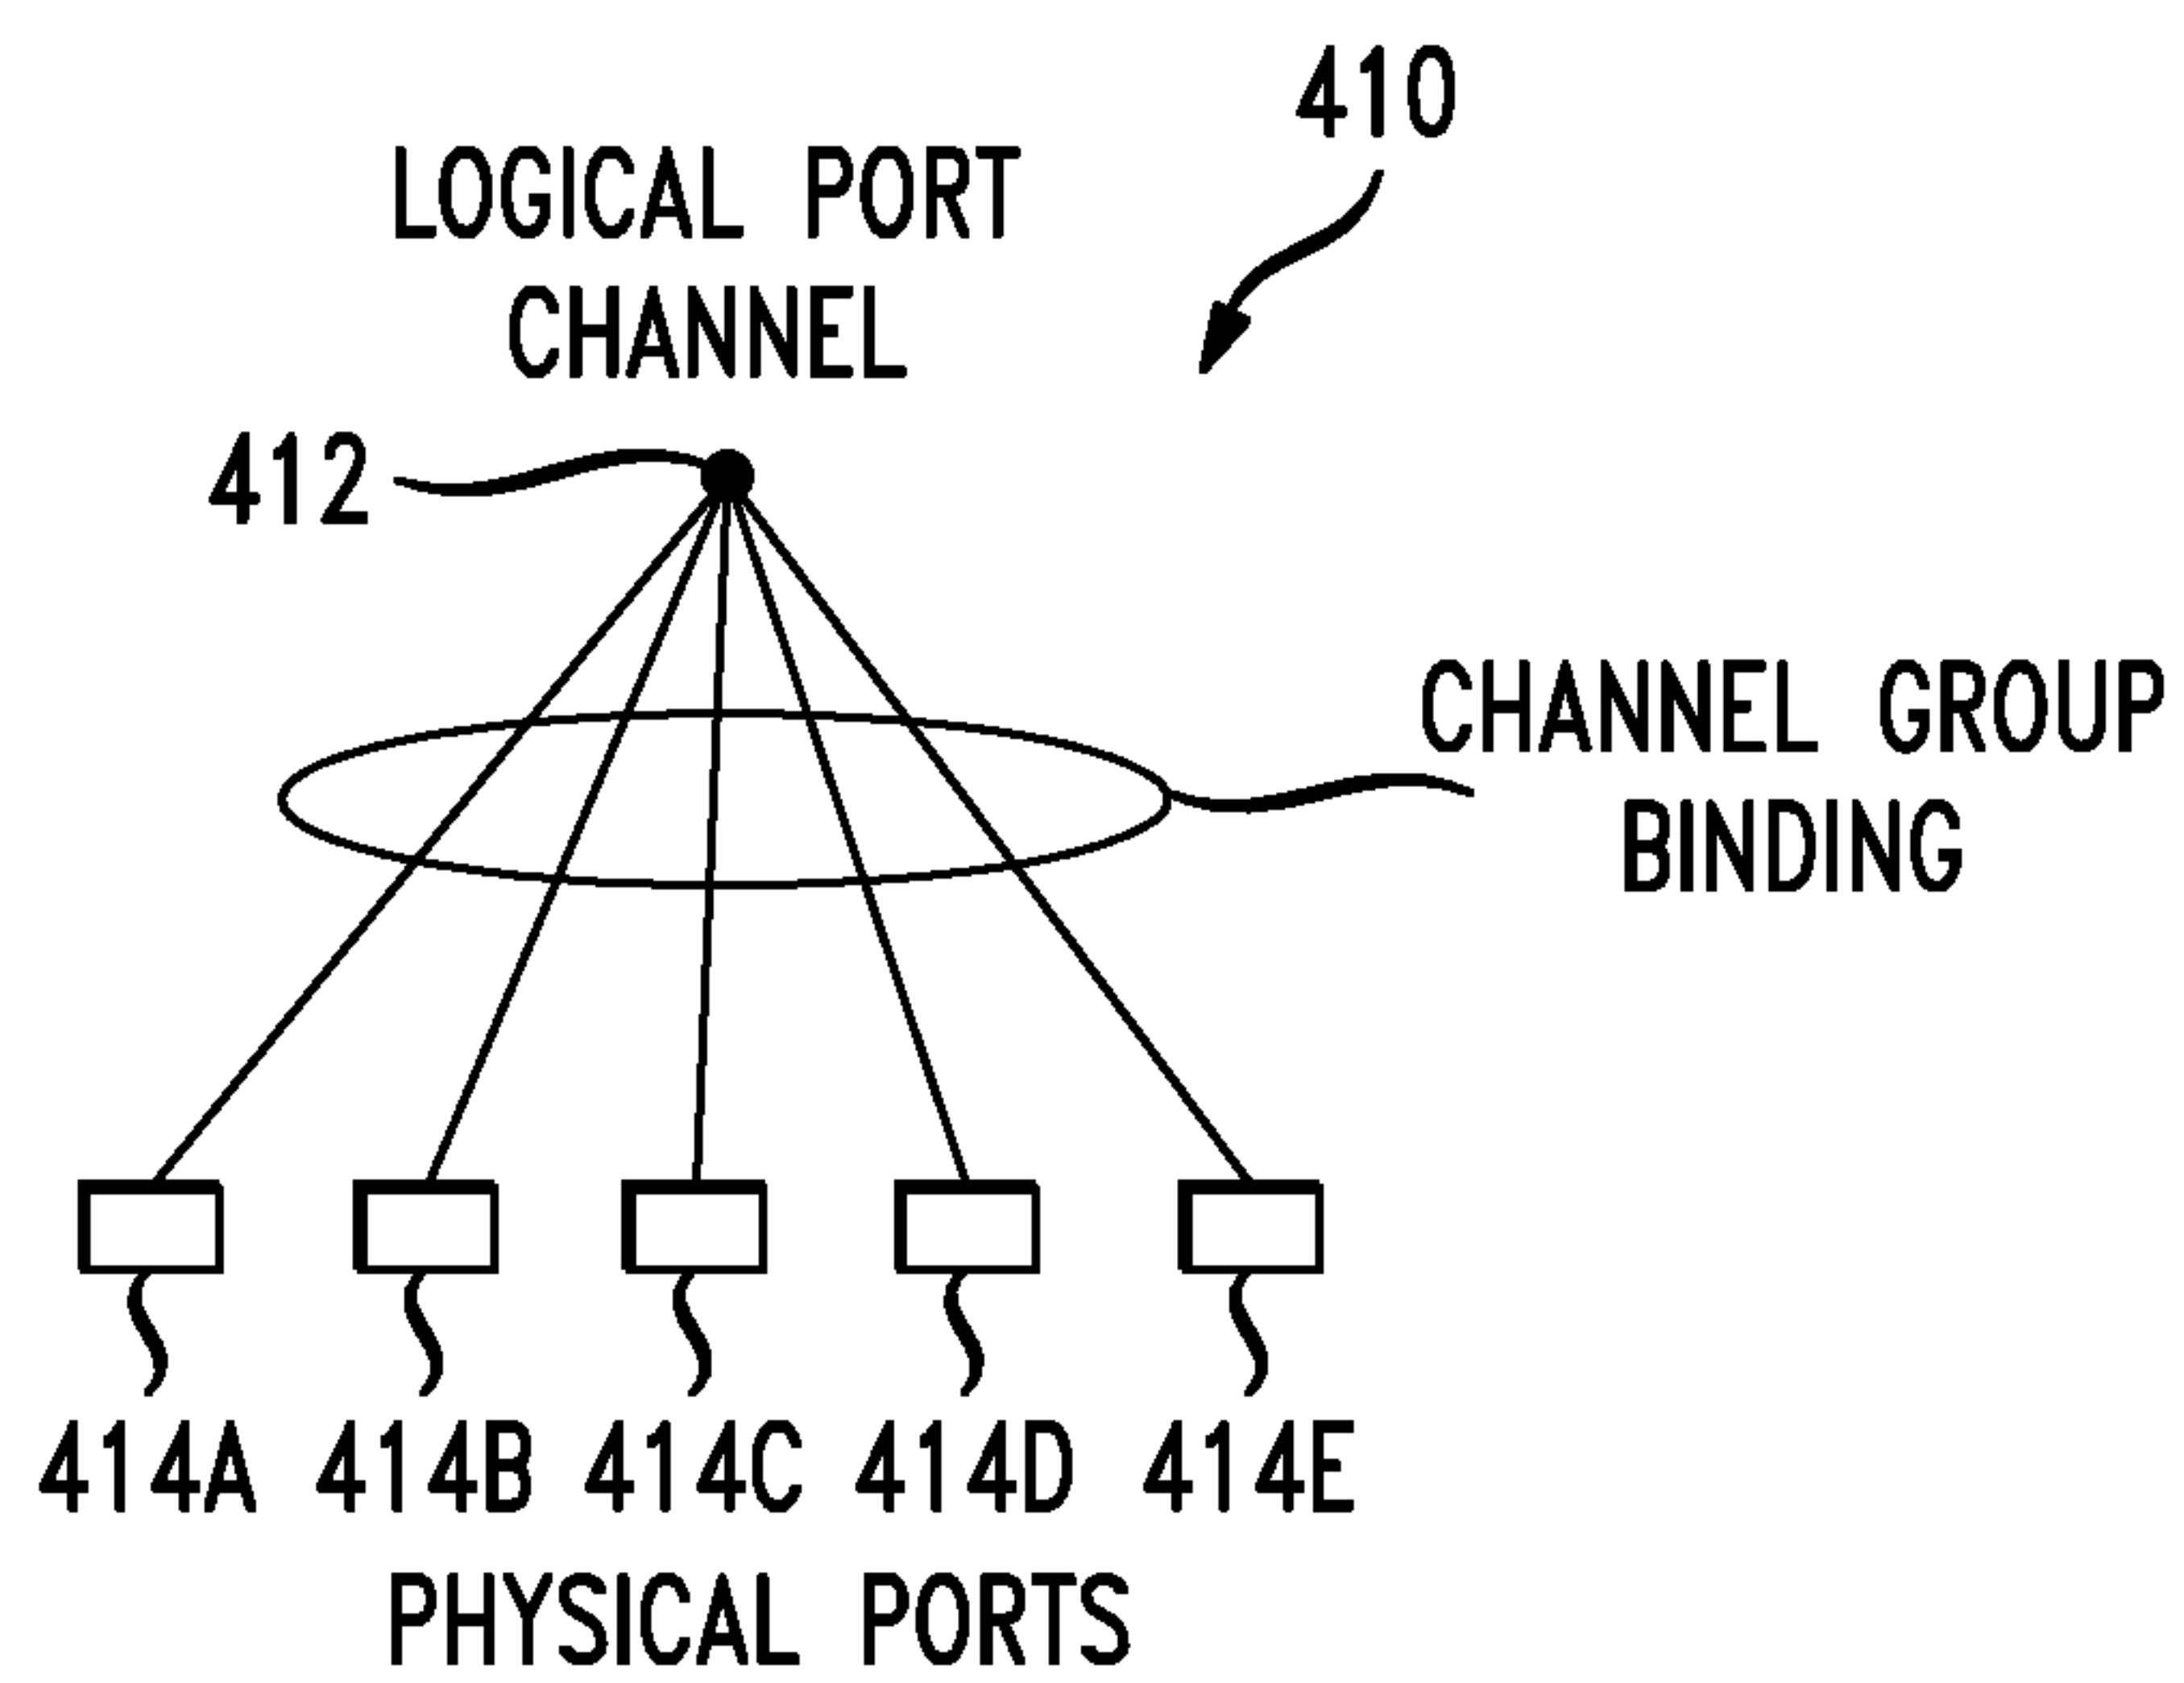 410
LOGICAL PORT
CHANNEL
412
CHANNEL GROUP
BINDING
414A 414B 414C 414D 414E
PHYSICAL PORTS